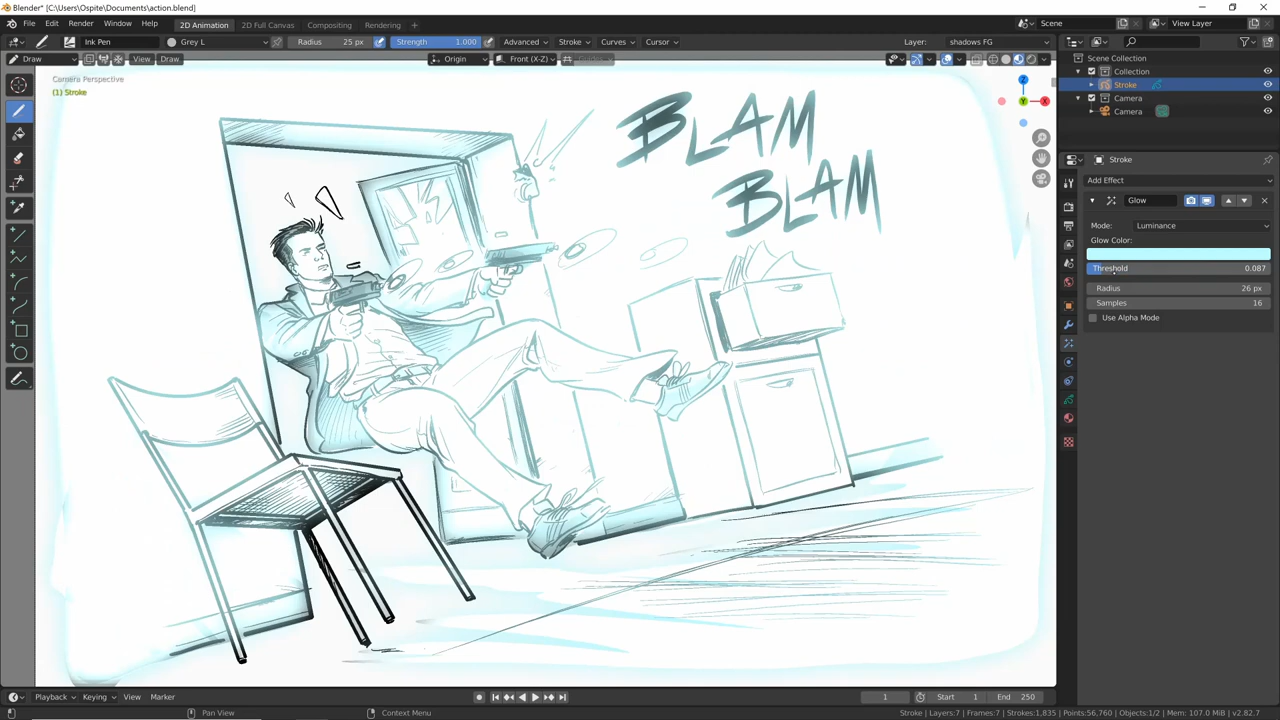 Blender* [C:\Users\Ospite\Documents\action.blend]
File Edit Render Window Help 2D Animation 2D Full Canvas Compositing Rendering Scene View Layer
Ink Pen Grey L Radius 25 px Strength 1.000 Advanced Stroke Curves Cursor Layer: shadows FG
Draw View Draw Origin Front (X-Z)
Camera Perspective
(1) Stroke
BLAM
BLAM
Z
Y
X
Scene Collection
Collection
Stroke
Camera
Camera
Stroke
Add Effect
Glow
Mode: Luminance
Glow Color:
Threshold 0.087
Radius 26 px
Samples 16
Use Alpha Mode
Playback Keying View Marker 1 Start 1 End 250
Pan View Context Menu Stroke | Layers:7 | Frames:7 | Strokes:1,835 | Points:56,760 | Objects:1/2 | Mem: 107.0 MiB | v2.82.7